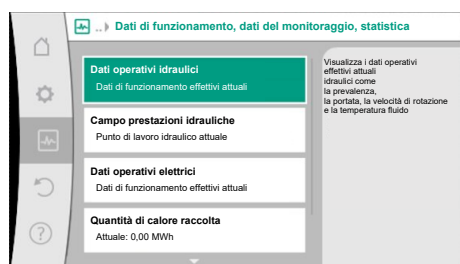 ..▸ Dati di funzionamento, dati del monitoraggio, statistica
Dati operativi idraulici
Dati di funzionamento effettivi attuali
Campo prestazioni idrauliche
Punto di lavoro idraulico attuale
Dati operativi elettrici
Dati di funzionamento effettivi attuali
Quantità di calore raccolta
Attuale: 0,00 MWh
Visualizza i dati operativi
effettivi attuali
idraulici come
la prevalenza,
la portata, la velocità di rotazione
e la temperatura fluido